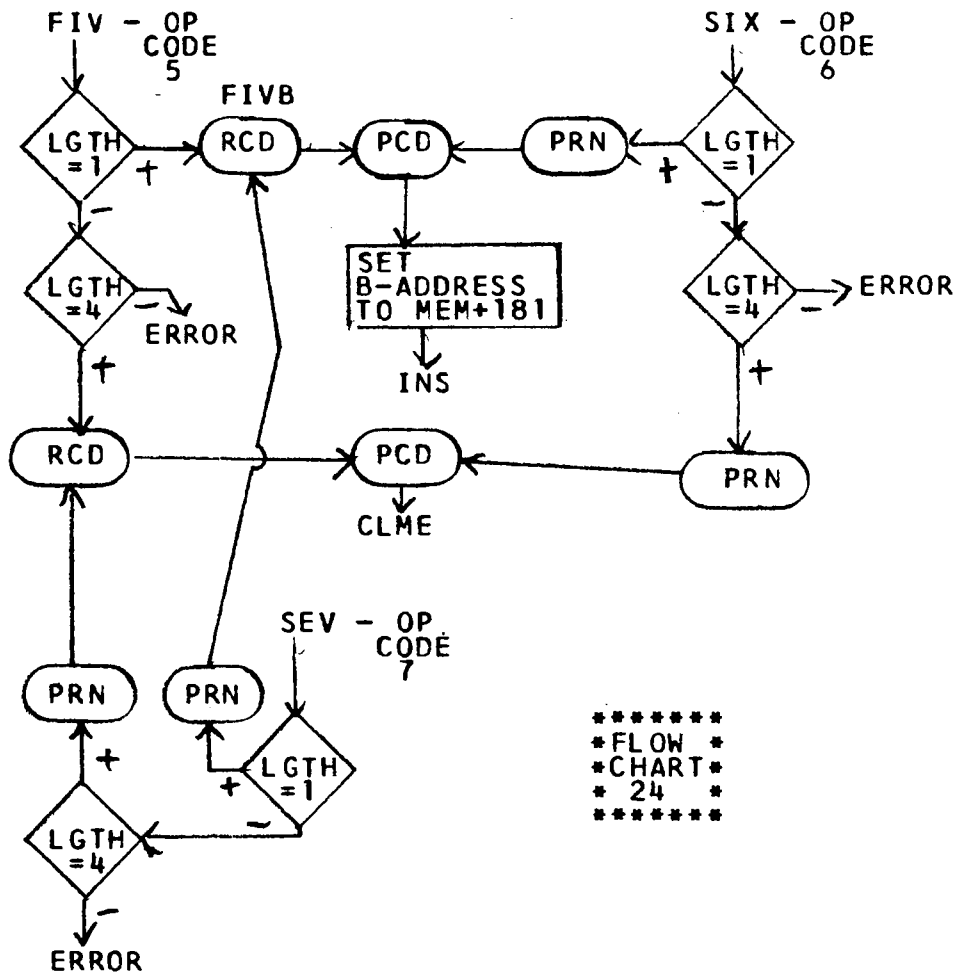 FIV - OP
CODE
5
SIX - OP
CODE
6
FIVB
LGTH
=1
+
RCD
PCD
PRN
+
LGTH
=1
-
-
LGTH
=4
-
ERROR
SET
B-ADDRESS
TO MEM+181
LGTH
=4
-
ERROR
+
INS
+
RCD
PCD
PRN
CLME
SEV - OP
CODE
7
PRN
PRN
+
LGTH
=1
+
-
LGTH
=4
-
ERROR
*******
*FLOW *
*CHART*
* 24 *
*******